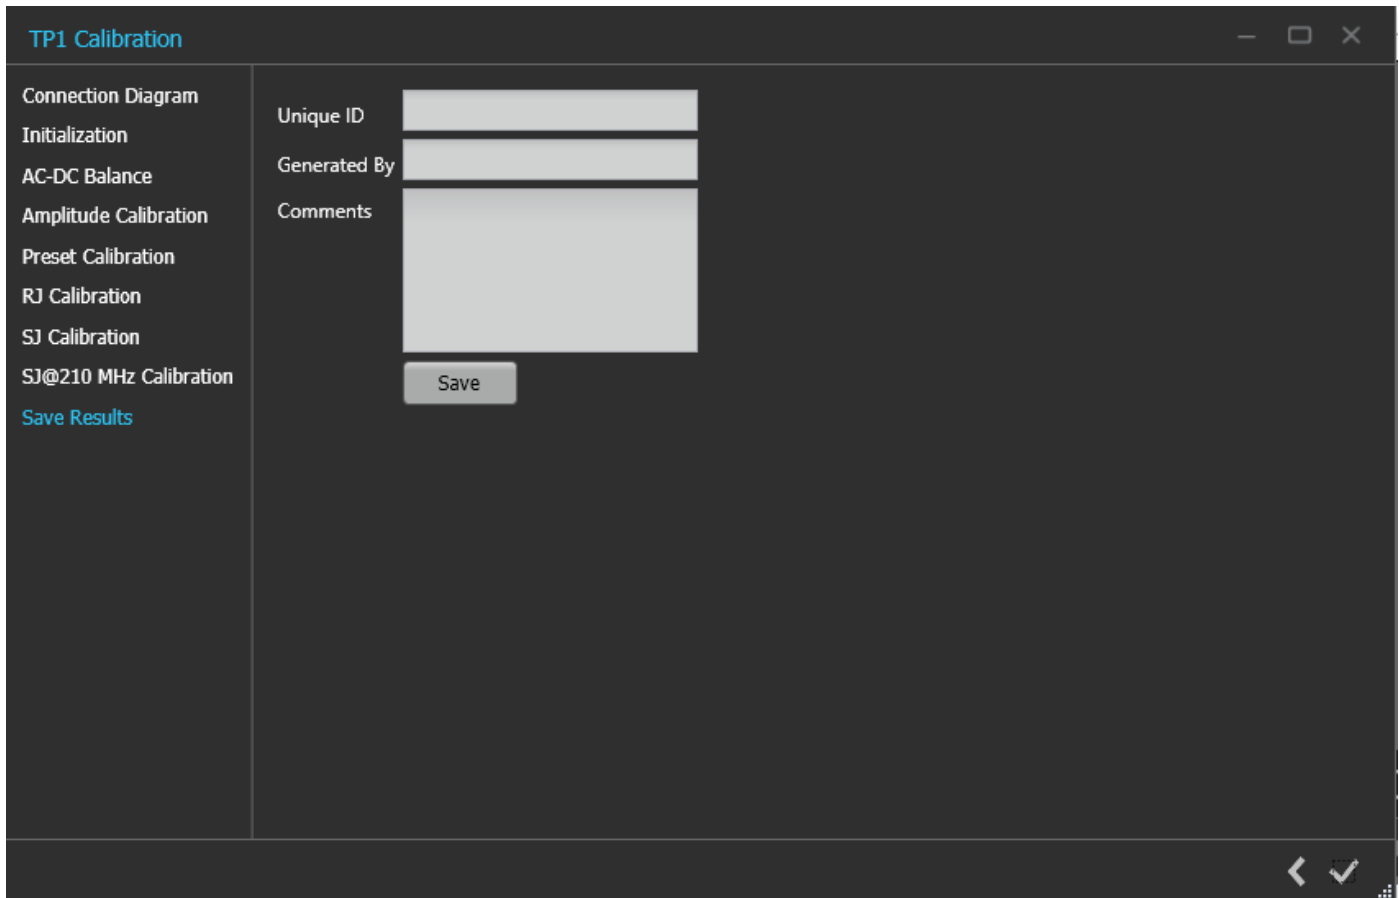 TP1 Calibration
Connection Diagram
Initialization
AC-DC Balance
Amplitude Calibration
Preset Calibration
RJ Calibration
SJ Calibration
SJ@210 MHz Calibration
Save Results
Unique ID
Generated By
Comments
Save